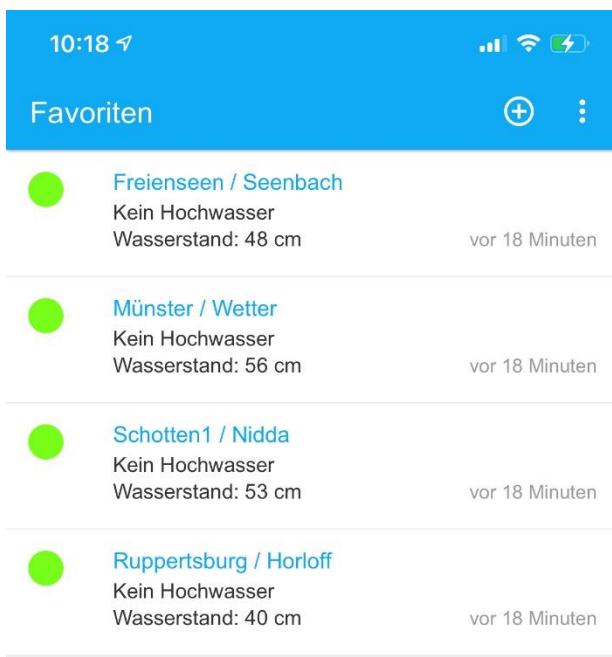 10:18
Favoriten
Freienseen / Seenbach
Kein Hochwasser
Wasserstand: 48 cm vor 18 Minuten
Münster / Wetter
Kein Hochwasser
Wasserstand: 56 cm vor 18 Minuten
Schotten1 / Nidda
Kein Hochwasser
Wasserstand: 53 cm vor 18 Minuten
Ruppertsburg / Horloff
Kein Hochwasser
Wasserstand: 40 cm vor 18 Minuten